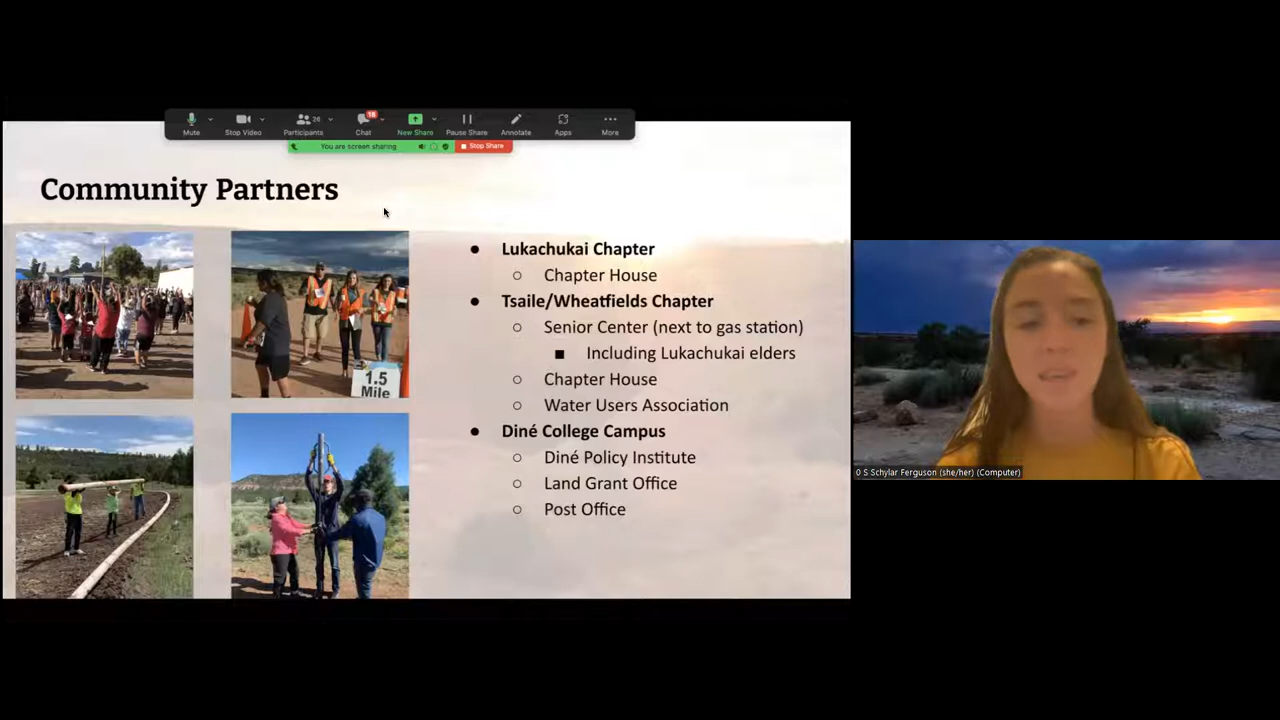 Mute
Stop Video
26
Participants
18
Chat
New Share
Pause Share
Annotate
Apps
More
You are screen sharing
Stop Share
Community Partners
1.5
Mile
● Lukachukai Chapter
○ Chapter House
● Tsaile/Wheatfields Chapter
○ Senior Center (next to gas station)
■ Including Lukachukai elders
○ Chapter House
○ Water Users Association
● Diné College Campus
○ Diné Policy Institute
○ Land Grant Office
○ Post Office
0 S Schylar Ferguson (she/her) (Computer)